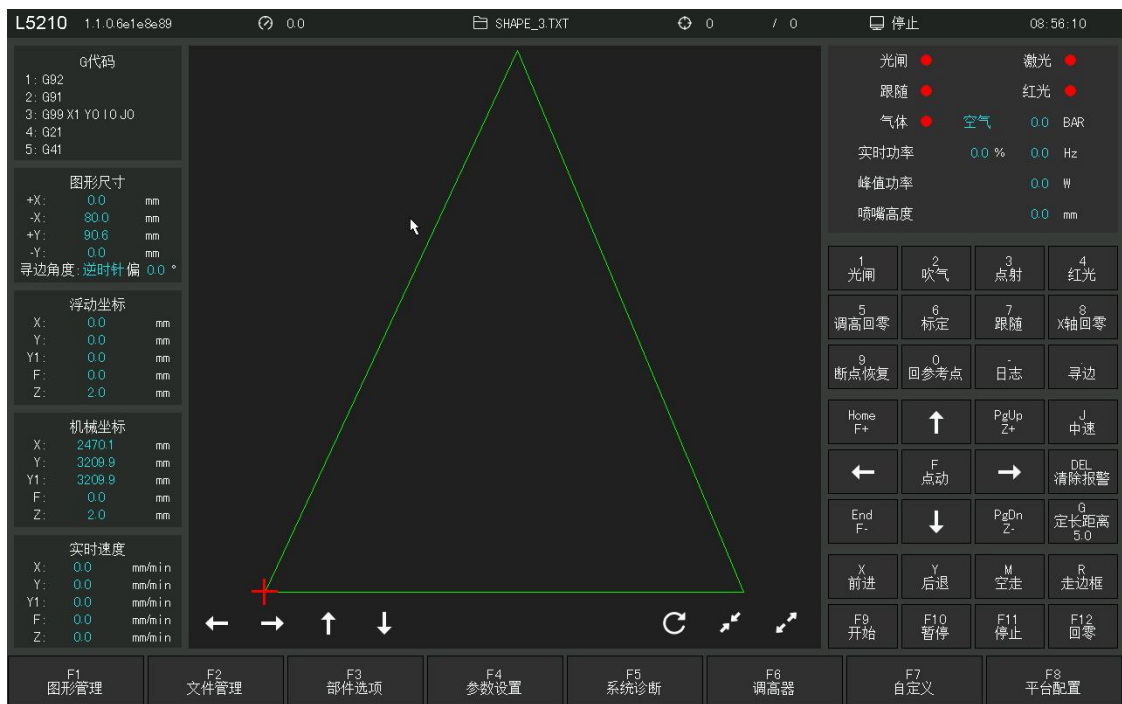 L5210 1.1.0.6e1e8e89 0.0 SHAPE_3.TXT 0 / 0 停止 08:56:10
G代码
1: G92
2: G91
3: G99 X1 Y0 I0 J0
4: G21
5: G41
图形尺寸
+X: 0.0 mm
-X: 80.0 mm
+Y: 90.6 mm
-Y: 0.0 mm
寻边角度:逆时针偏 0.0 °
浮动坐标
X: 0.0 mm
Y: 0.0 mm
Y1: 0.0 mm
F: 0.0 mm
Z: 2.0 mm
机械坐标
X: 2470.1 mm
Y: 3209.9 mm
Y1: 3209.9 mm
F: 0.0 mm
Z: 2.0 mm
实时速度
X: 0.0 mm/min
Y: 0.0 mm/min
Y1: 0.0 mm/min
F: 0.0 mm/min
Z: 0.0 mm/min
光闸 激光
跟随 红光
气体 空气 0.0 BAR
实时功率 0.0 % 0.0 Hz
峰值功率 0.0 W
喷嘴高度 0.0 mm
1 2 3 4
光闸 吹气 点射 红光
5 6 7 8
调高回零 标定 跟随 X轴回零
9 0 - .
断点恢复 回参考点 日志 寻边
Home PgUp J
F+ Z+ 中速
F DEL
点动 清除报警
End PgDn G
F- Z- 定长距离
5.0
X Y M R
前进 后退 空走 走边框
F9 F10 F11 F12
开始 暂停 停止 回零
F1 F2 F3 F4 F5 F6 F7 F8
图形管理 文件管理 部件选项 参数设置 系统诊断 调高器 自定义 平台配置